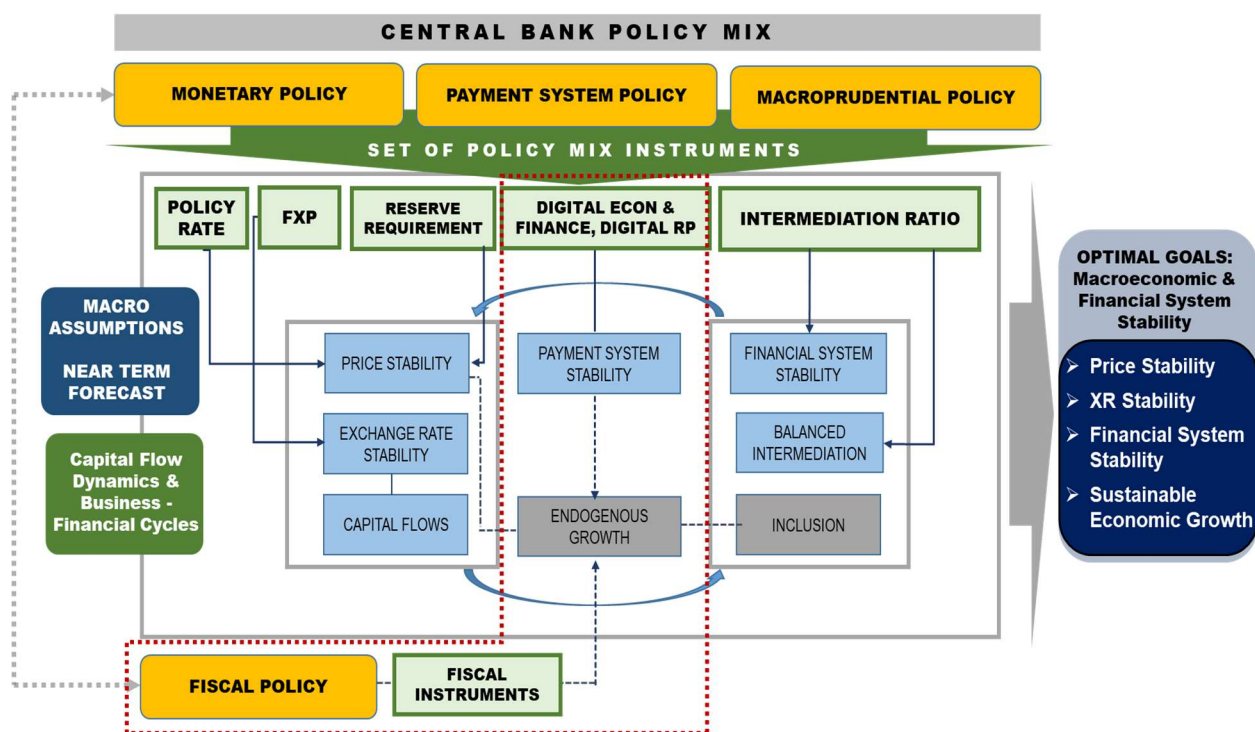 CENTRAL BANK POLICY MIX
MONETARY POLICY
PAYMENT SYSTEM POLICY
MACROPRUDENTIAL POLICY
SET OF POLICY MIX INSTRUMENTS
POLICY
RATE
FXP
RESERVE
REQUIREMENT
DIGITAL ECON &
FINANCE, DIGITAL RP
INTERMEDIATION RATIO
MACRO
ASSUMPTIONS
NEAR TERM
FORECAST
Capital Flow
Dynamics &
Business -
Financial Cycles
PRICE STABILITY
EXCHANGE RATE
STABILITY
CAPITAL FLOWS
PAYMENT SYSTEM
STABILITY
ENDOGENOUS
GROWTH
FINANCIAL SYSTEM
STABILITY
BALANCED
INTERMEDIATION
INCLUSION
OPTIMAL GOALS:
Macroeconomic &
Financial System
Stability
➢ Price Stability
➢ XR Stability
➢ Financial System
Stability
➢ Sustainable
Economic Growth
FISCAL POLICY
FISCAL
INSTRUMENTS